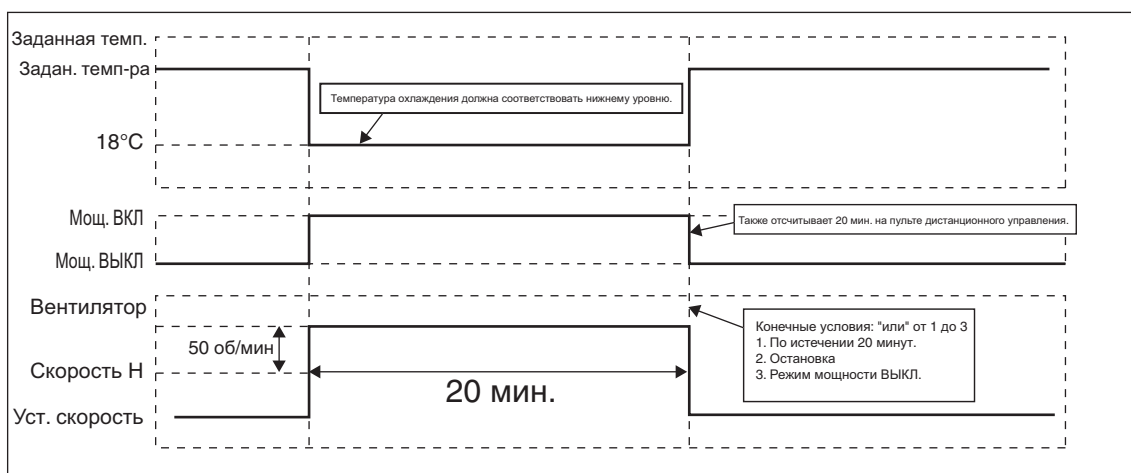 Заданная темп.
Задан. темп-ра
Температура охлаждения должна соответствовать нижнему уровню.
18°C
Мощ. ВКЛ
Также отсчитывает 20 мин. на пульте дистанционного управления.
Мощ. ВЫКЛ
Вентилятор
Конечные условия: "или" от 1 до 3
1. По истечении 20 минут.
2. Остановка
3. Режим мощности ВЫКЛ.
50 об/мин
Скорость H
20 мин.
Уст. скорость